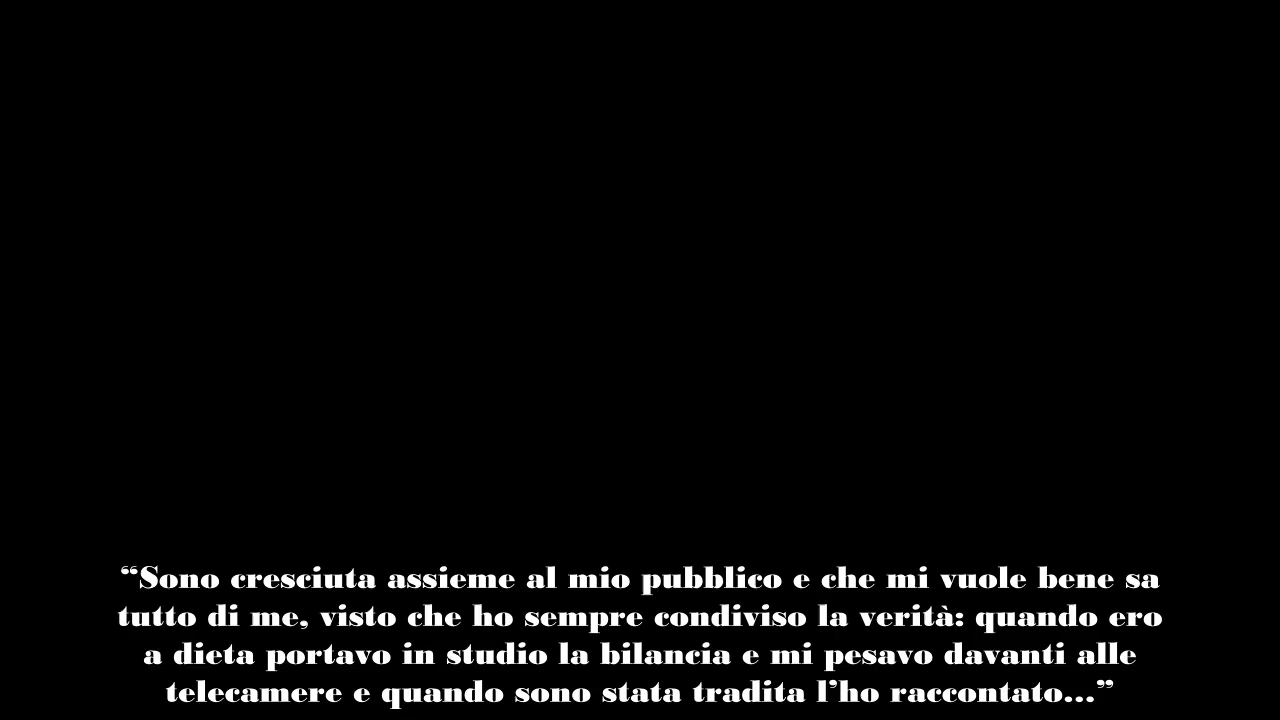 “Sono cresciuta assieme al mio pubblico e che mi vuole bene sa
tutto di me, visto che ho sempre condiviso la verità: quando ero
a dieta portavo in studio la bilancia e mi pesavo davanti alle
telecamere e quando sono stata tradita l’ho raccontato...”